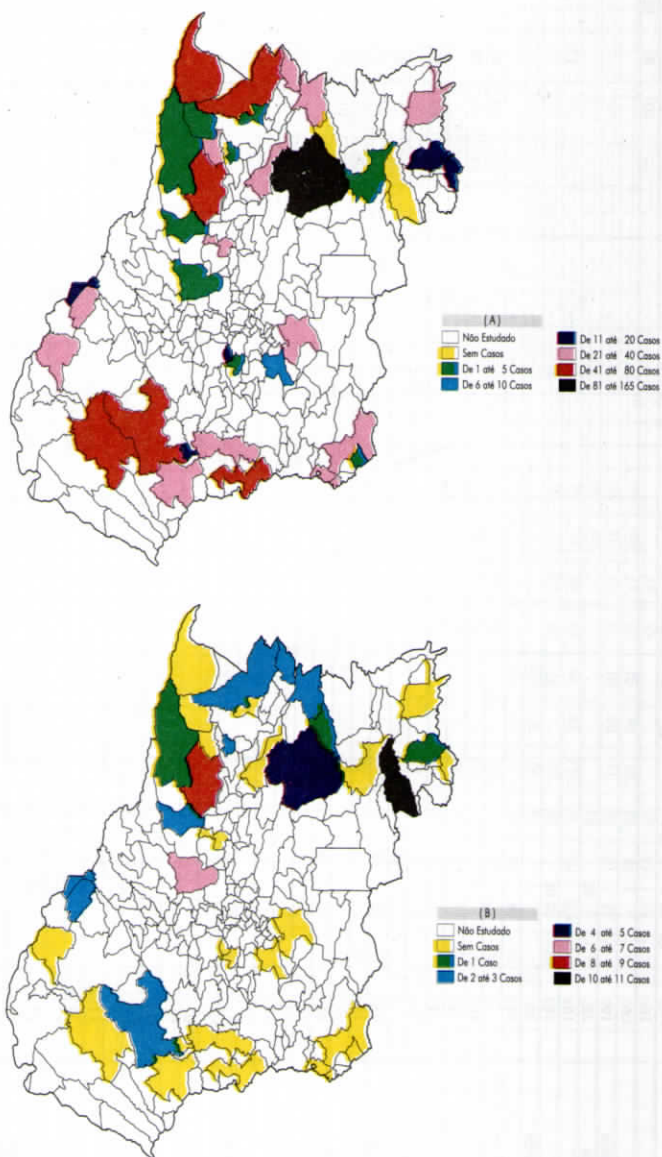 (A)
Não Estudado
Sem Casos
De 1 até 5 Casos
De 6 até 10 Casos
De 11 até 20 Casos
De 21 até 40 Casos
De 41 até 80 Casos
De 81 até 165 Casos
(B)
Não Estudado
Sem Casos
De 1 Caso
De 2 até 3 Casos
De 4 até 5 Casos
De 6 até 7 Casos
De 8 até 9 Casos
De 10 até 11 Casos